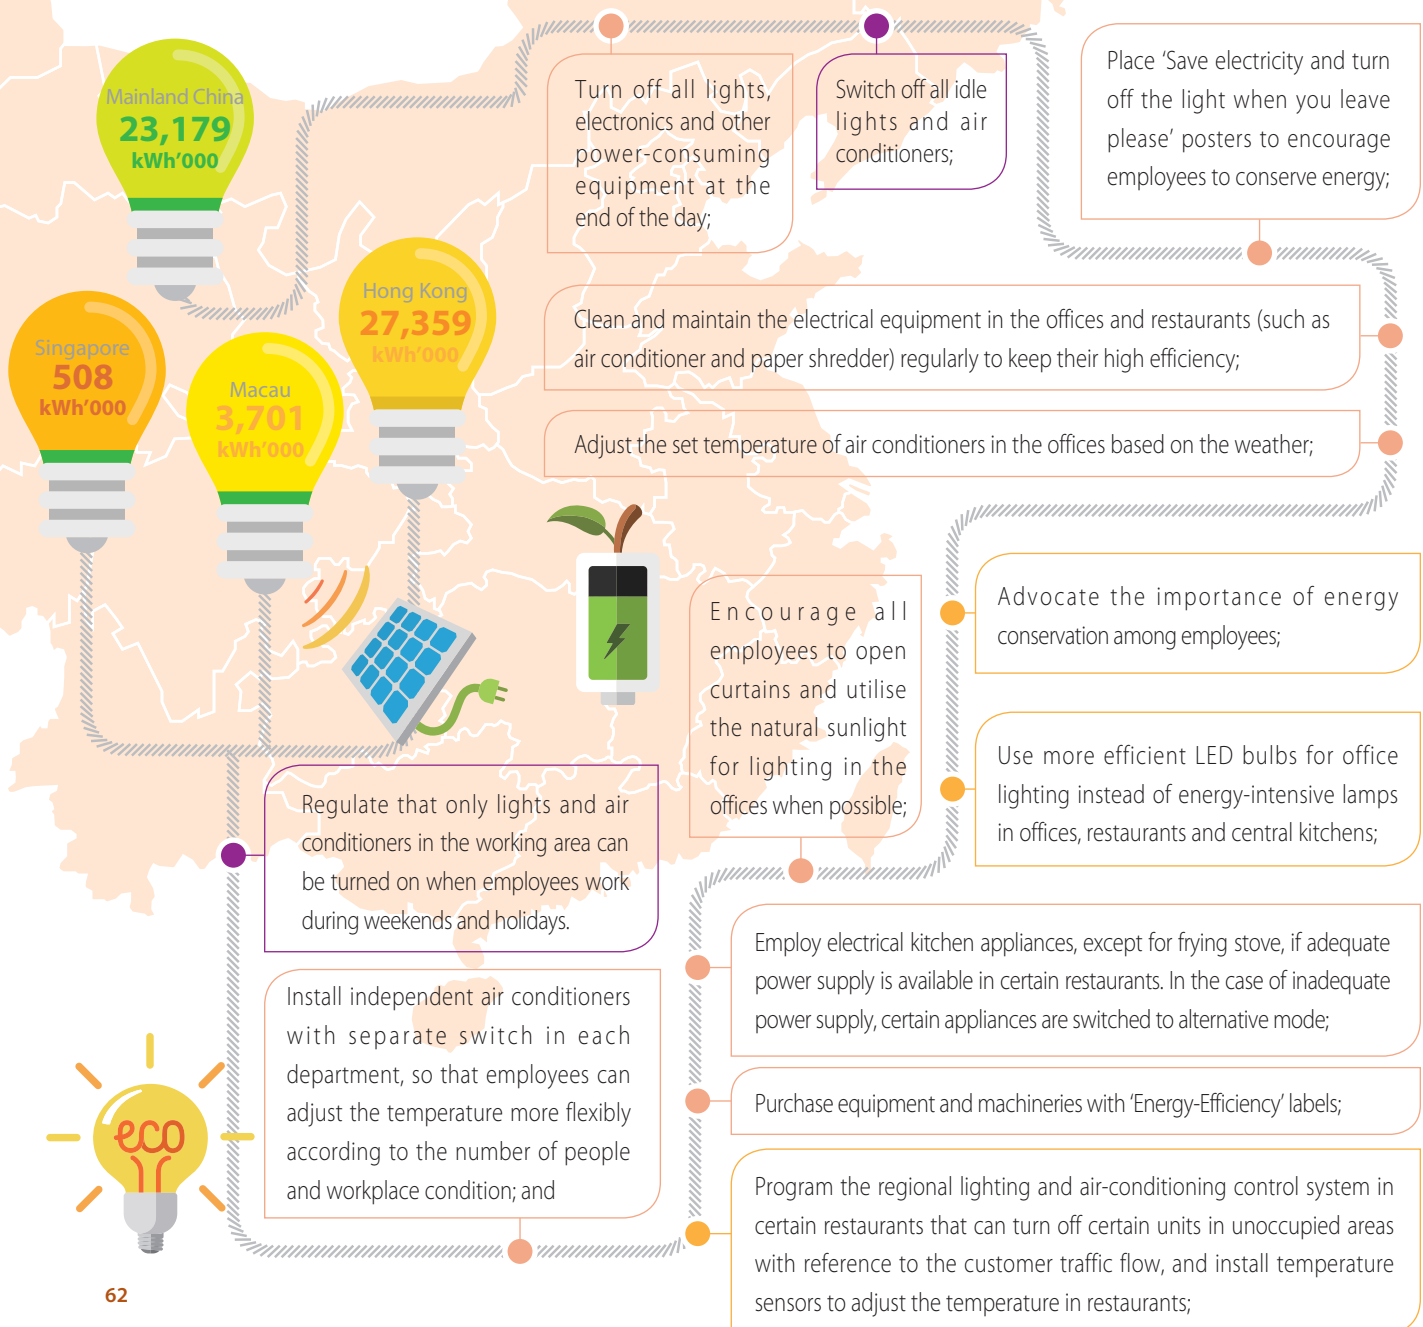 Mainland China
23,179
kWh'000
Hong Kong
27,359
kWh'000
Singapore
508
kWh'000
Macau
3,701
kWh'000
Turn off all lights,
electronics and other
power-consuming
equipment at the
end of the day;
Switch off all idle
lights and air
conditioners;
Place 'Save electricity and turn
off the light when you leave
please' posters to encourage
employees to conserve energy;
Clean and maintain the electrical equipment in the offices and restaurants (such as
air conditioner and paper shredder) regularly to keep their high efficiency;
Adjust the set temperature of air conditioners in the offices based on the weather;
Advocate the importance of energy
conservation among employees;
Use more efficient LED bulbs for office
lighting instead of energy-intensive lamps
in offices, restaurants and central kitchens;
Encourage all
employees to open
curtains and utilise
the natural sunlight
for lighting in the
offices when possible;
Employ electrical kitchen appliances, except for frying stove, if adequate
power supply is available in certain restaurants. In the case of inadequate
power supply, certain appliances are switched to alternative mode;
Purchase equipment and machineries with 'Energy-Efficiency' labels;
Program the regional lighting and air-conditioning control system in
certain restaurants that can turn off certain units in unoccupied areas
with reference to the customer traffic flow, and install temperature
sensors to adjust the temperature in restaurants;
Install independent air conditioners
with separate switch in each
department, so that employees can
adjust the temperature more flexibly
according to the number of people
and workplace condition; and
Regulate that only lights and air
conditioners in the working area can
be turned on when employees work
during weekends and holidays.
eco
62